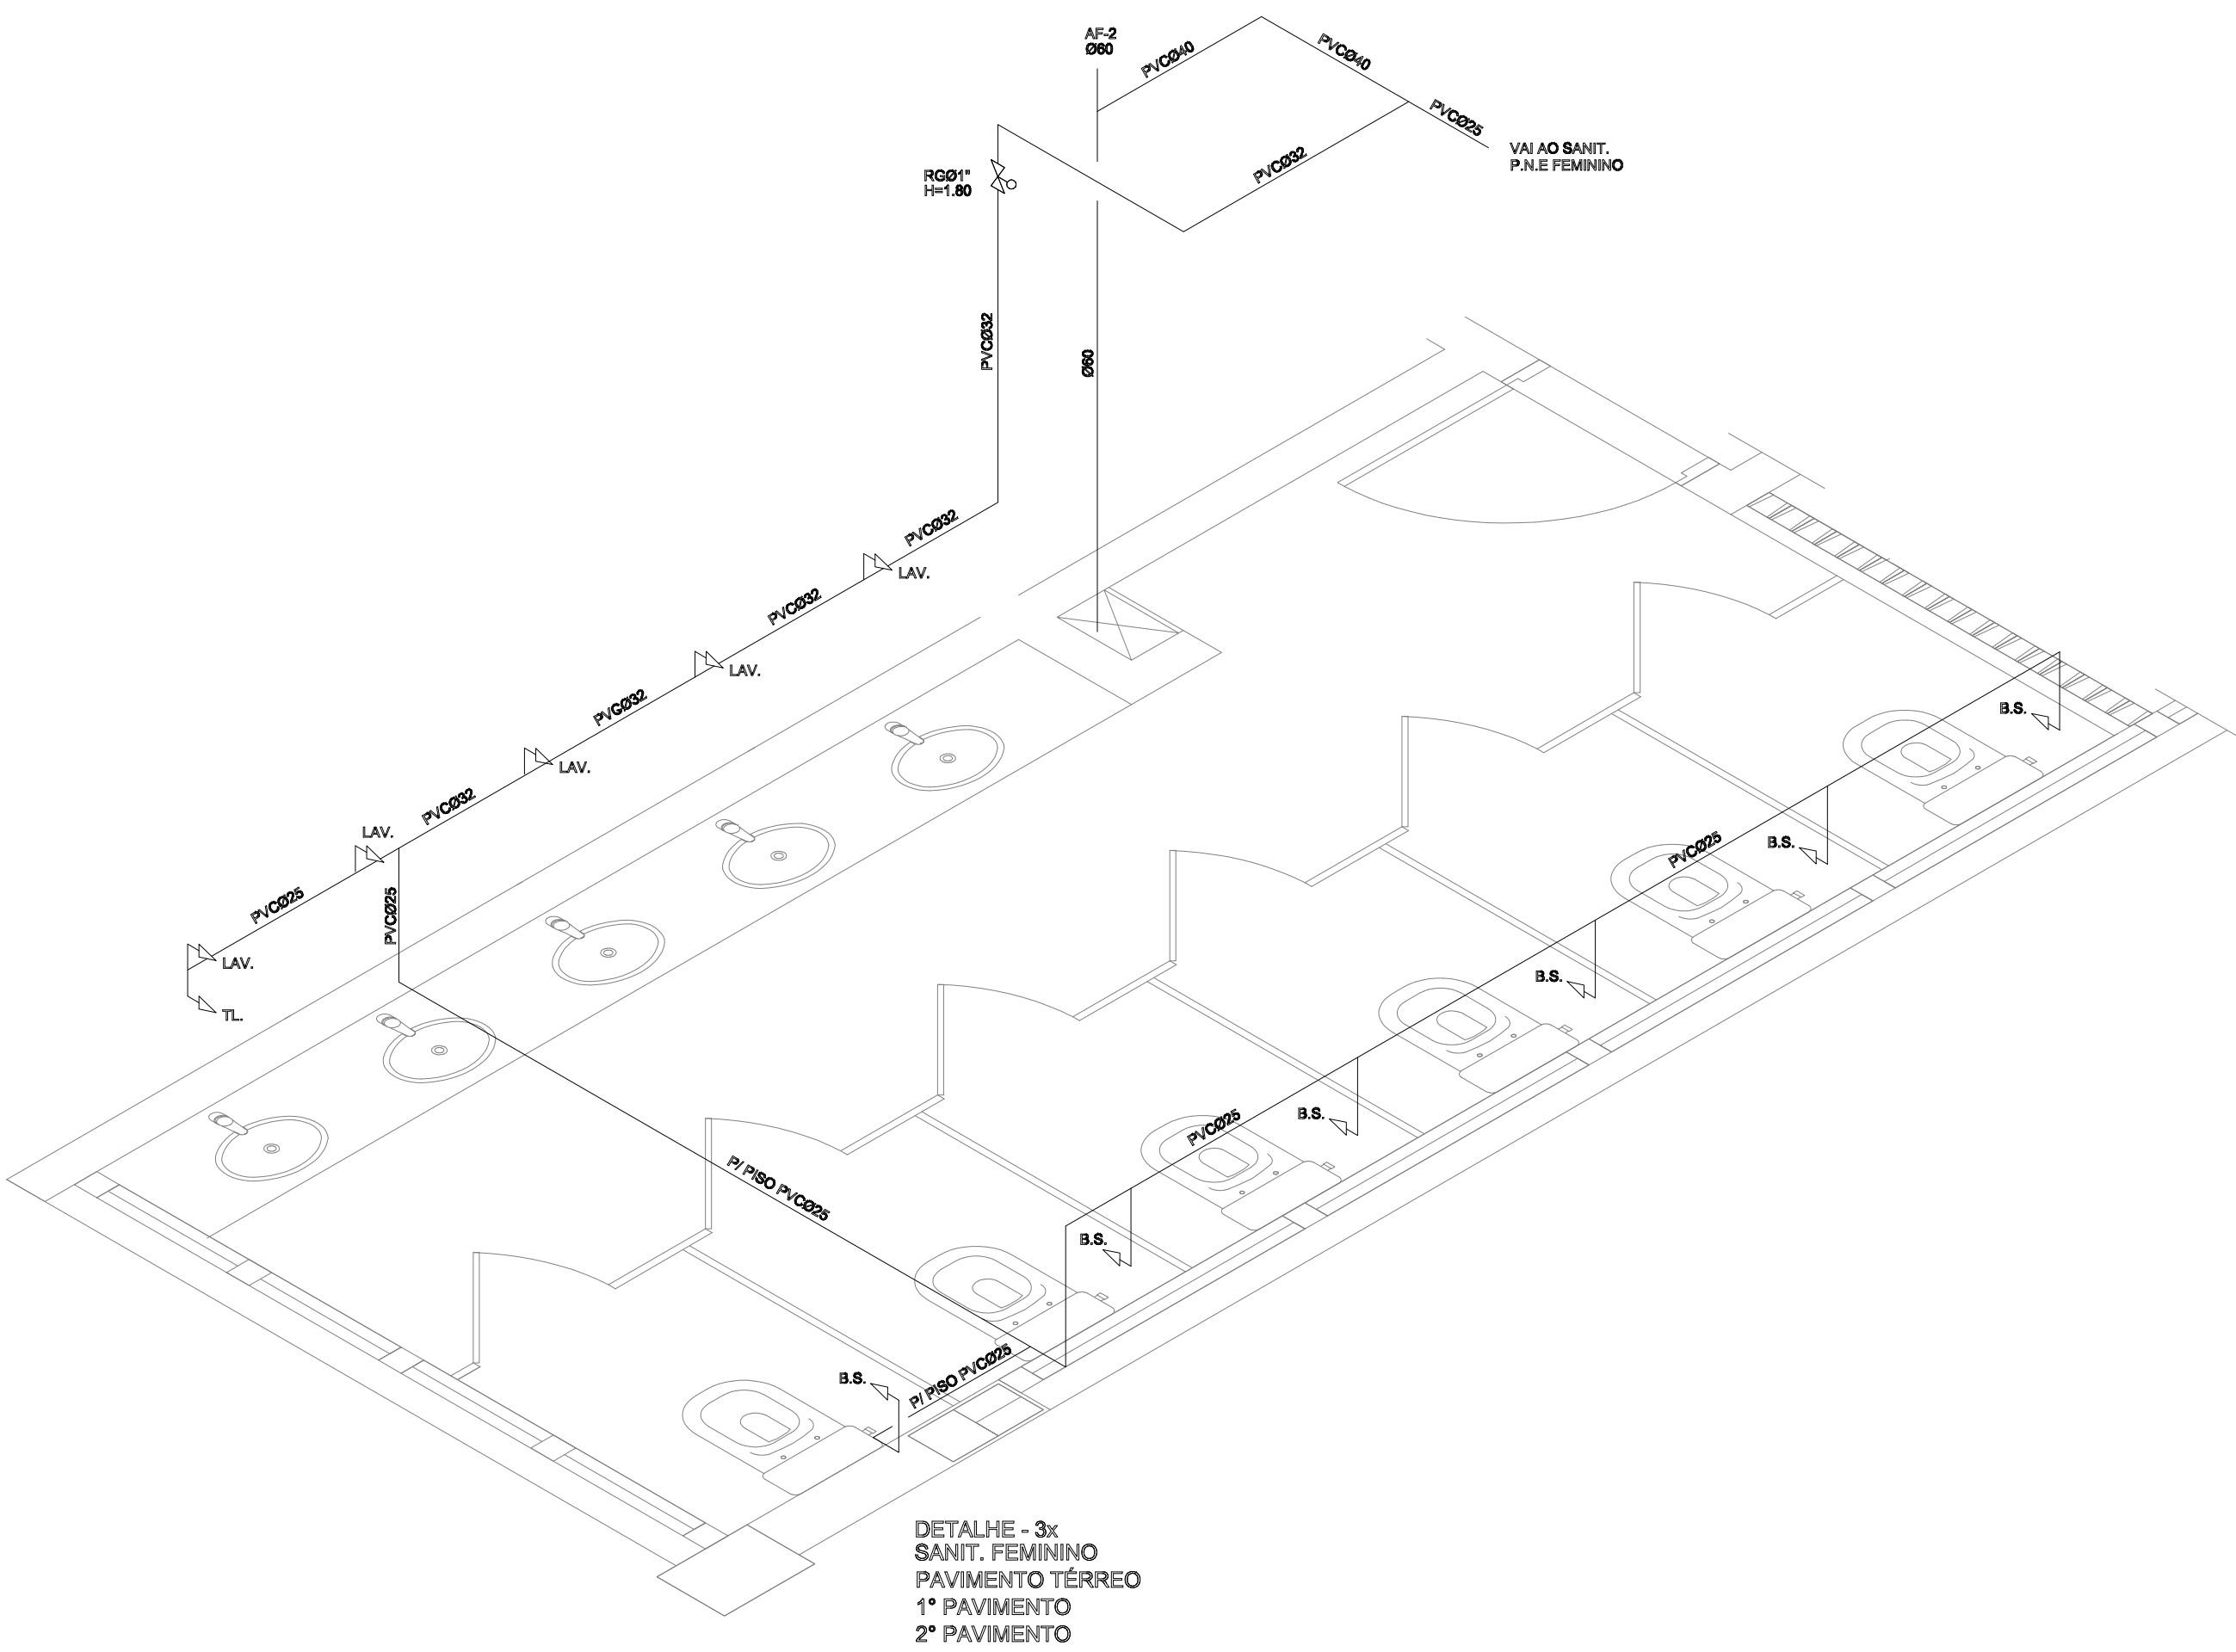 AF-2
Ø60
PVCØ40
PVCØ40
PVCØ25
VAI AO SANIT.
P.N.E FEMININO
PVCØ32
RGØ1"
H=1.80
PVCØ32
Ø60
PVCØ32
LAV.
PVCØ32
LAV.
PVGØ32
LAV.
PVCØ32
LAV.
PVCØ25
PVCØ25
LAV.
TL.
B.S.
PVCØ25
B.S.
B.S.
PVCØ25
B.S.
P/ PISO PVCØ25
B.S.
P/ PISO PVCØ25
B.S.
DETALHE - 3x
SANIT. FEMININO
PAVIMENTO TÉRREO
1° PAVIMENTO
2° PAVIMENTO